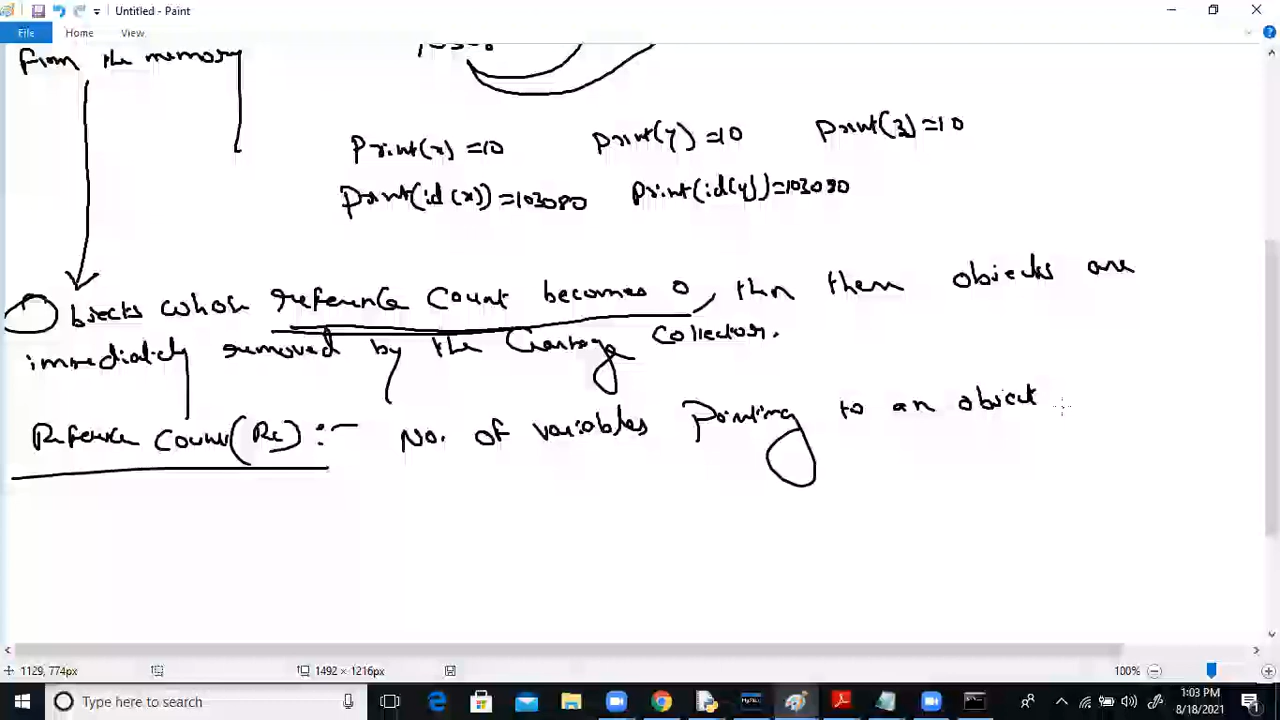 Untitled - Paint
File Home View
from the memory
print(x) =10 print(y) =10 print(z)=10
print(id(x))=103080 print(id(y))=103080
Objects whose reference Count becomes 0, then them objects are
immediately removed by the Garbage Collector.
Reference Count(Rc) :- No. of variables Pointing to an object
1129, 774px 1492 × 1216px 100%
Type here to search
1:03 PM
8/18/2021